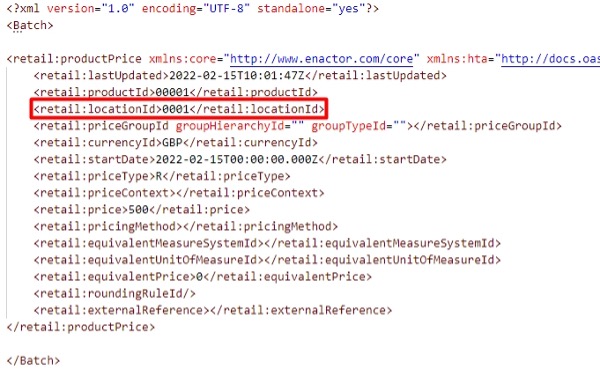 <?xml version="1.0" encoding="UTF-8" standalone="yes"?>
<Batch>
<retail:productPrice xmlns:core="http://www.enactor.com/core" xmlns:hta="http://docs.oas
<retail:lastUpdated>2022-02-15T10:01:47Z</retail:lastUpdated>
<retail:productId>00001</retail:productId>
<retail:locationId>0001</retail:locationId>
<retail:priceGroupId groupHierarchyId="" groupTypeId=""></retail:priceGroupId>
<retail:currencyId>GBP</retail:currencyId>
<retail:startDate>2022-02-15T00:00:00.000Z</retail:startDate>
<retail:priceType>R</retail:priceType>
<retail:priceContext></retail:priceContext>
<retail:price>500</retail:price>
<retail:pricingMethod></retail:pricingMethod>
<retail:equivalentMeasureSystemId></retail:equivalentMeasureSystemId>
<retail:equivalentUnitOfMeasureId></retail:equivalentUnitOfMeasureId>
<retail:equivalentPrice>0</retail:equivalentPrice>
<retail:roundingRuleId/>
<retail:externalReference></retail:externalReference>
</retail:productPrice>
</Batch>